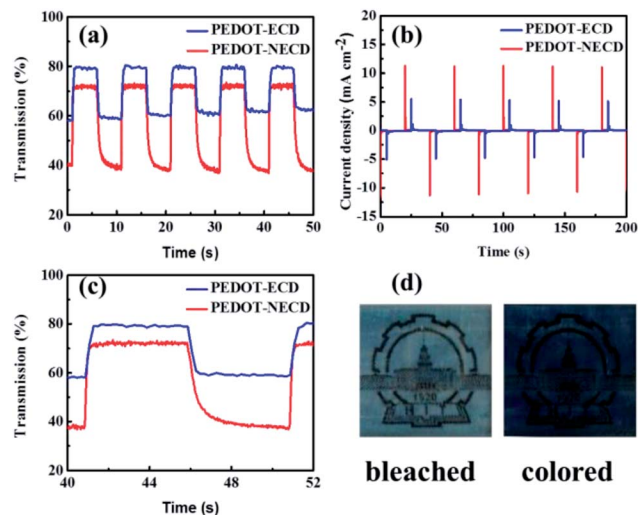 (a)
PEDOT-ECD
PEDOT-NECD
Transmission (%)
100
80
60
40
20
0 10 20 30 40 50
Time (s)
(b)
PEDOT-ECD
PEDOT-NECD
Current density (mA cm-2)
20
15
10
5
0
-5
-10
-15
0 50 100 150 200
Time (s)
(c)
PEDOT-ECD
PEDOT-NECD
Transmission (%)
100
80
60
40
20
40 44 48 52
Time (s)
(d)
1920
H I T
bleached colored